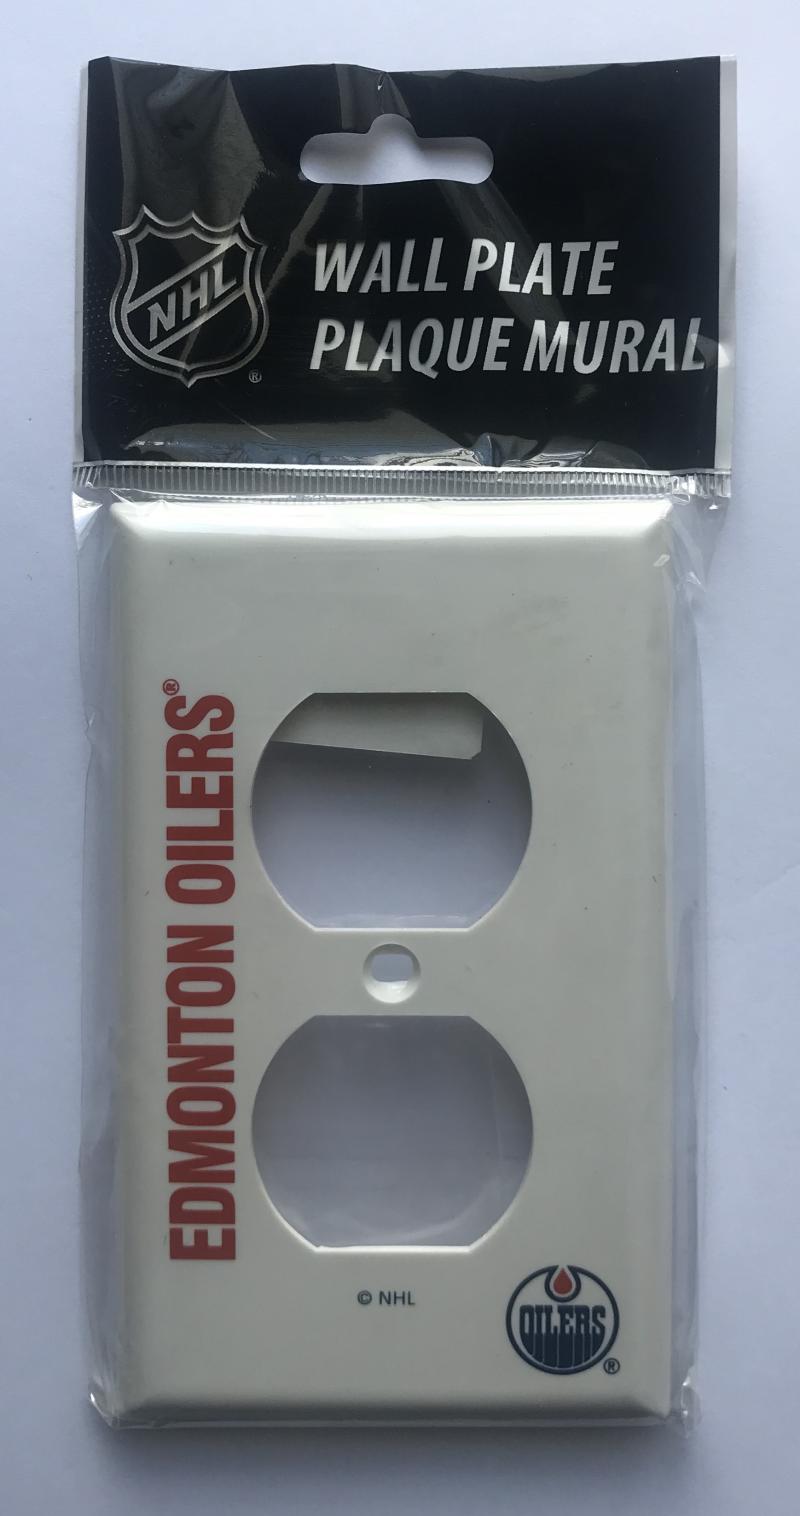 NHL
®
WALL PLATE
PLAQUE MURAL
EDMONTON OILERS®
© NHL
OILERS
®